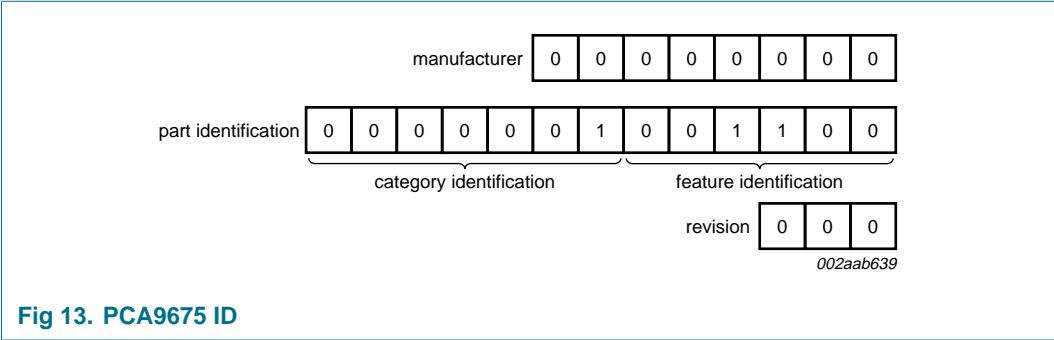 manufacturer 0 0 0 0 0 0 0 0
part identification 0 0 0 0 0 0 1 0 0 1 1 0 0
category identification feature identification
revision 0 0 0
002aab639
Fig 13. PCA9675 ID